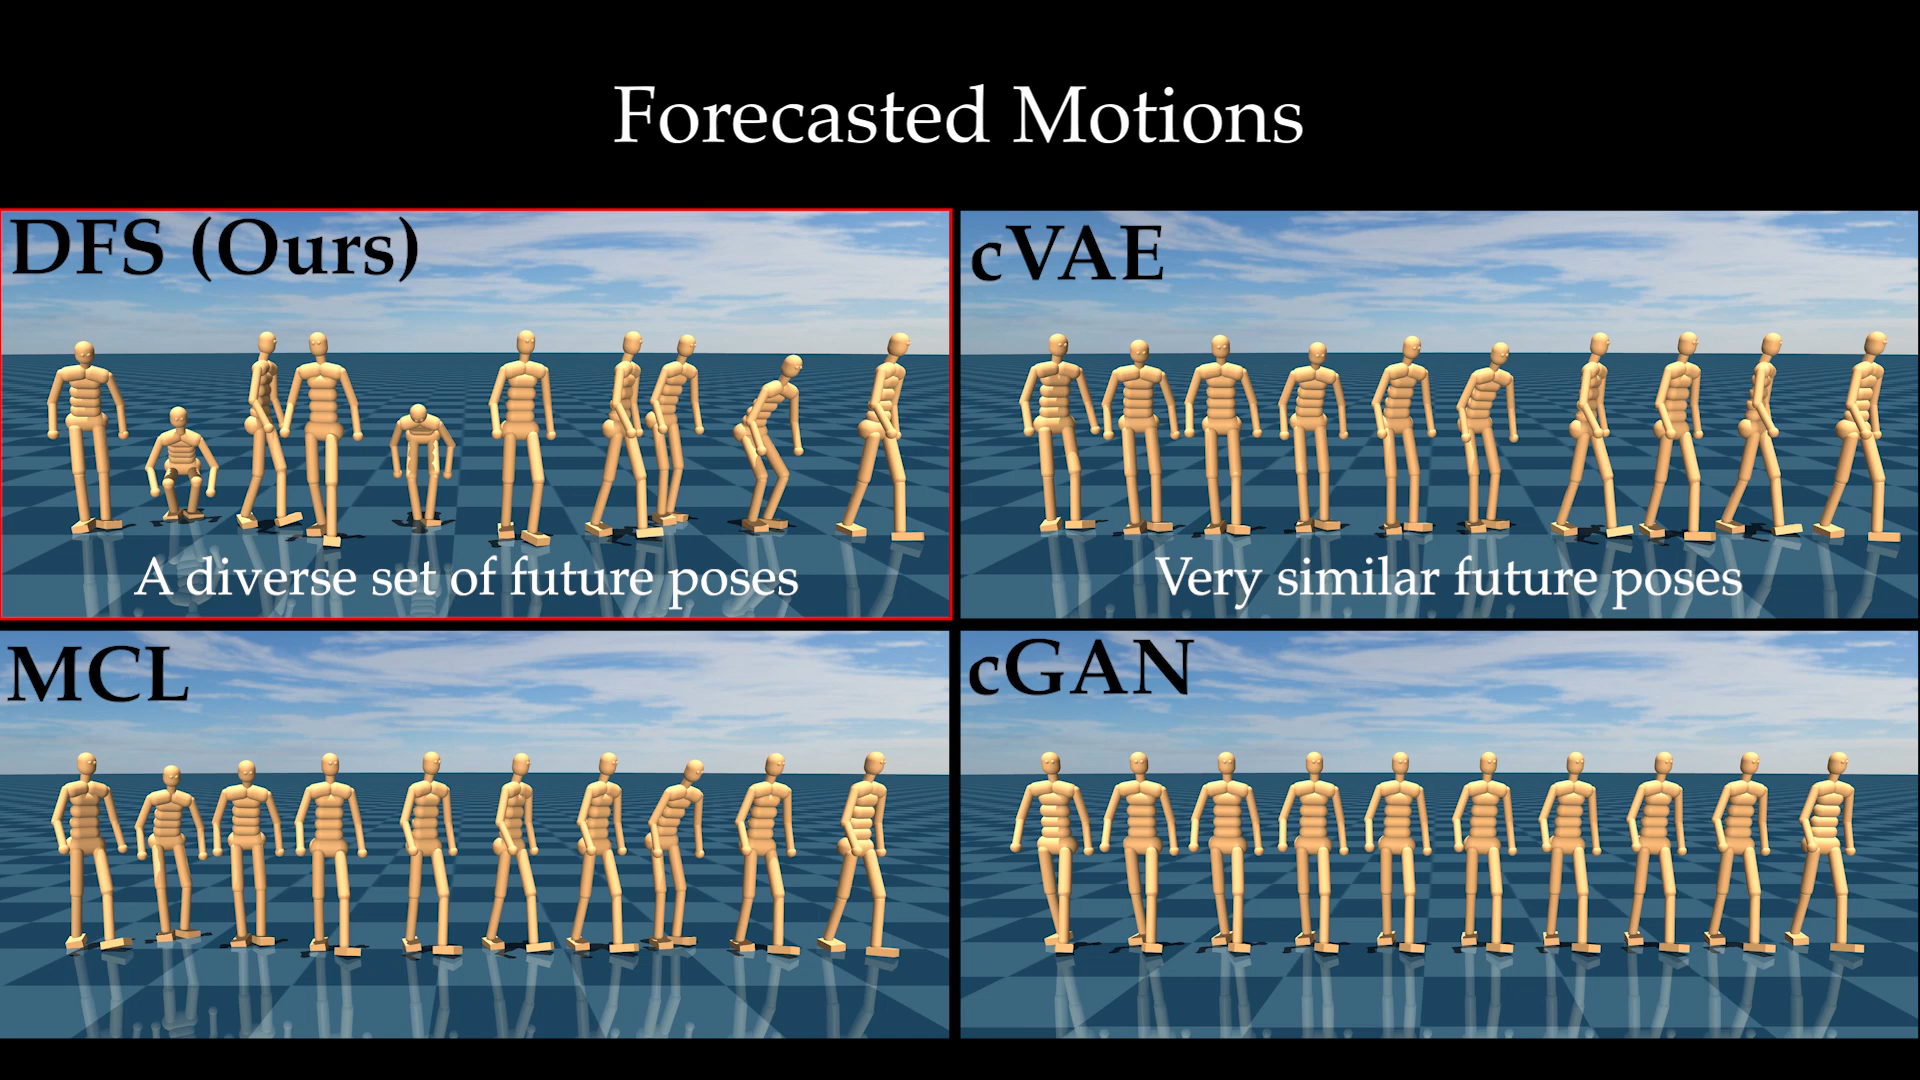 Forecasted Motions
DFS (Ours)
A diverse set of future poses
cVAE
Very similar future poses
MCL
cGAN